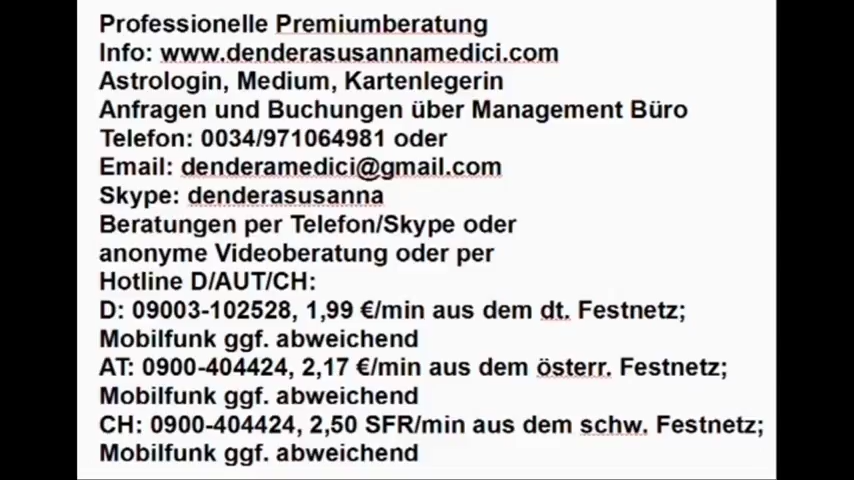 Professionelle Premiumberatung
Info: www.denderasusannamedici.com
Astrologin, Medium, Kartenlegerin
Anfragen und Buchungen über Management Büro
Telefon: 0034/971064981 oder
Email: denderamedici@gmail.com
Skype: denderasusanna
Beratungen per Telefon/Skype oder
anonyme Videoberatung oder per
Hotline D/AUT/CH:
D: 09003-102528, 1,99 €/min aus dem dt. Festnetz;
Mobilfunk ggf. abweichend
AT: 0900-404424, 2,17 €/min aus dem österr. Festnetz;
Mobilfunk ggf. abweichend
CH: 0900-404424, 2,50 SFR/min aus dem schw. Festnetz;
Mobilfunk ggf. abweichend